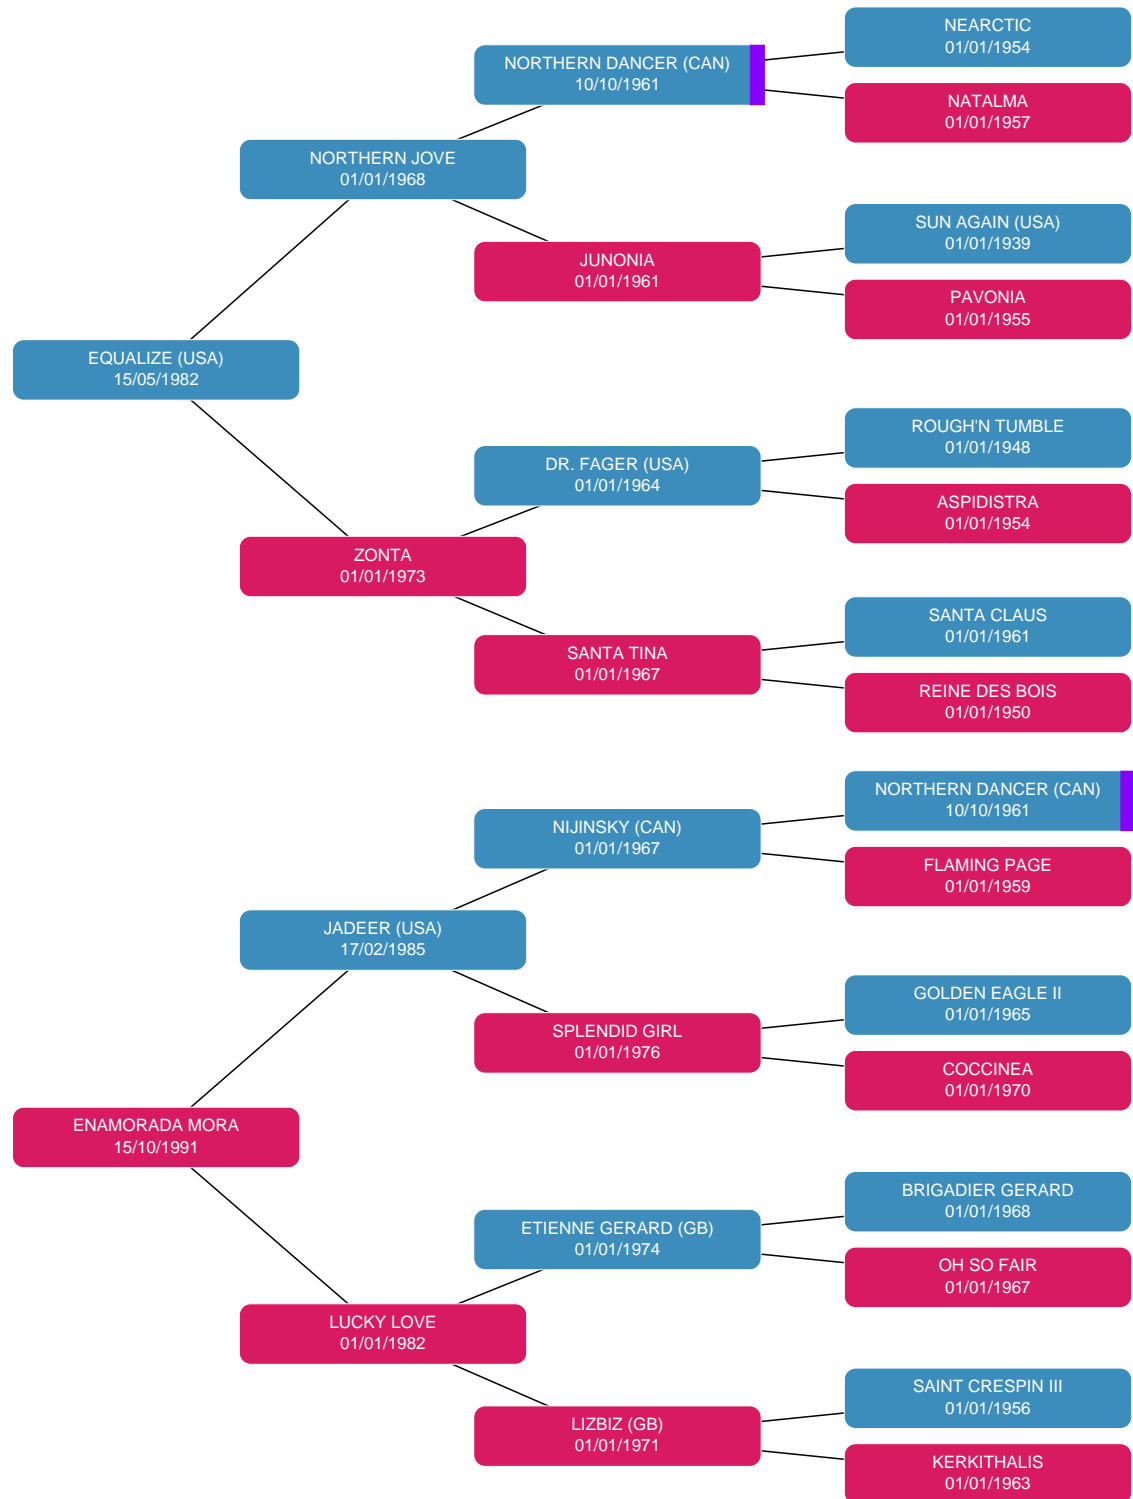 NEARCTIC
01/01/1954
NORTHERN DANCER (CAN)
10/10/1961
NATALMA
01/01/1957
NORTHERN JOVE
01/01/1968
SUN AGAIN (USA)
01/01/1939
JUNONIA
01/01/1961
PAVONIA
01/01/1955
EQUALIZE (USA)
15/05/1982
ROUGH'N TUMBLE
01/01/1948
DR. FAGER (USA)
01/01/1964
ASPIDISTRA
01/01/1954
ZONTA
01/01/1973
SANTA CLAUS
01/01/1961
SANTA TINA
01/01/1967
REINE DES BOIS
01/01/1950
NORTHERN DANCER (CAN)
10/10/1961
NIJINSKY (CAN)
01/01/1967
FLAMING PAGE
01/01/1959
JADEER (USA)
17/02/1985
GOLDEN EAGLE II
01/01/1965
SPLENDID GIRL
01/01/1976
COCCINEA
01/01/1970
ENAMORADA MORA
15/10/1991
BRIGADIER GERARD
01/01/1968
ETIENNE GERARD (GB)
01/01/1974
OH SO FAIR
01/01/1967
LUCKY LOVE
01/01/1982
SAINT CRESPIN III
01/01/1956
LIZBIZ (GB)
01/01/1971
KERKITHALIS
01/01/1963